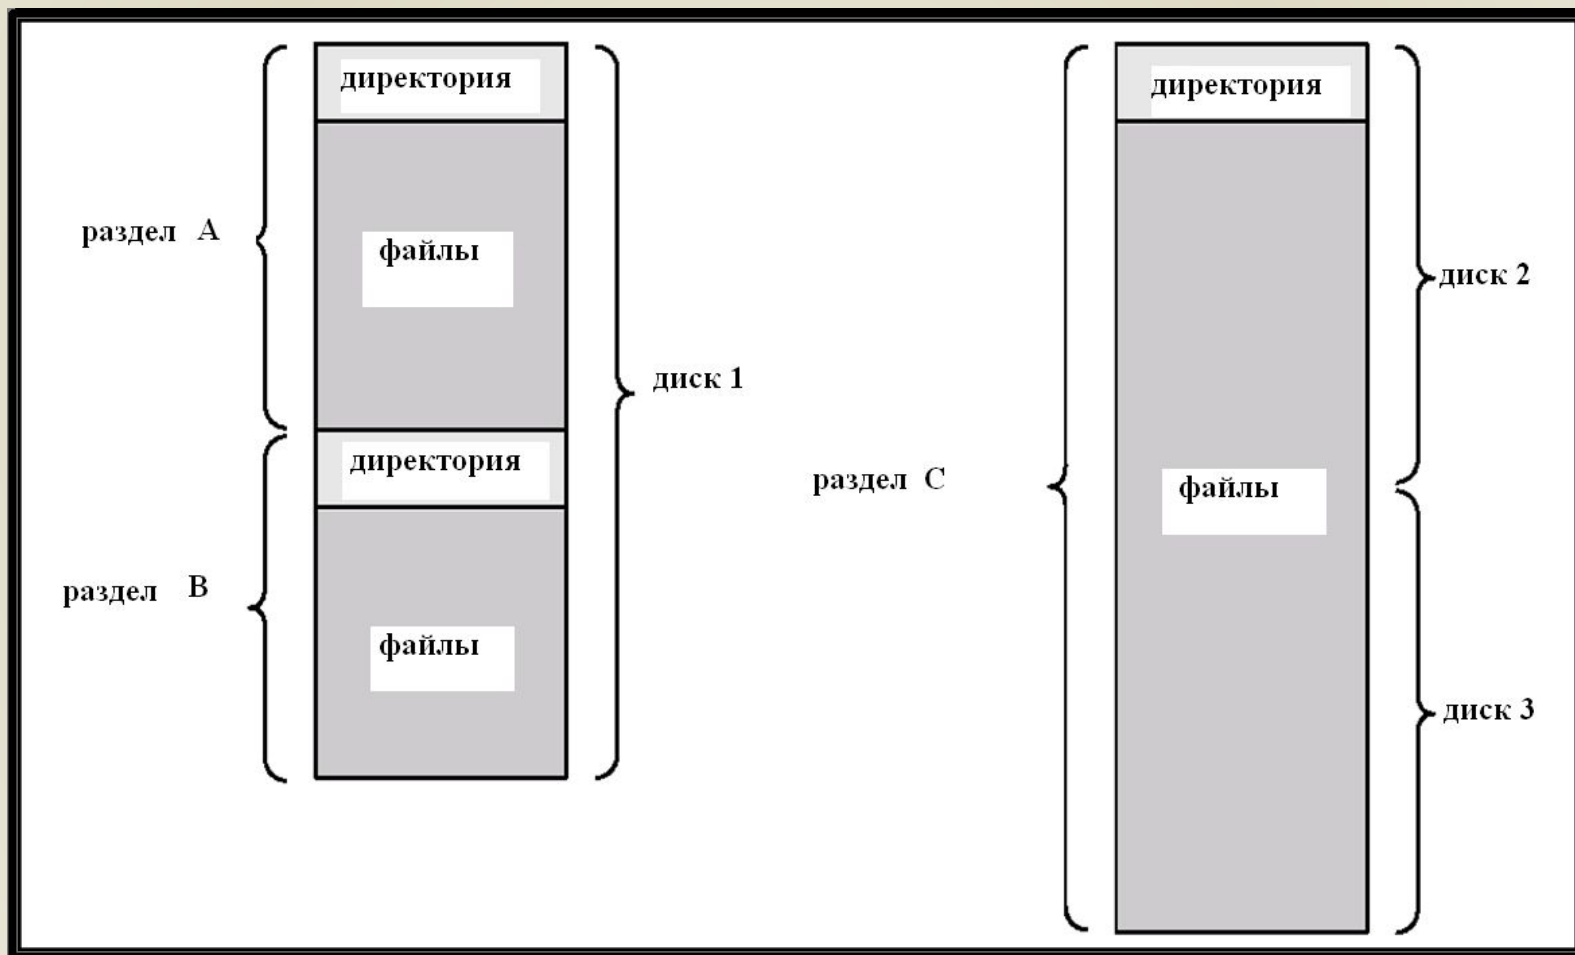 директория
файлы
раздел А
диск 1
директория
файлы
раздел В
директория
файлы
раздел С
диск 2
диск 3